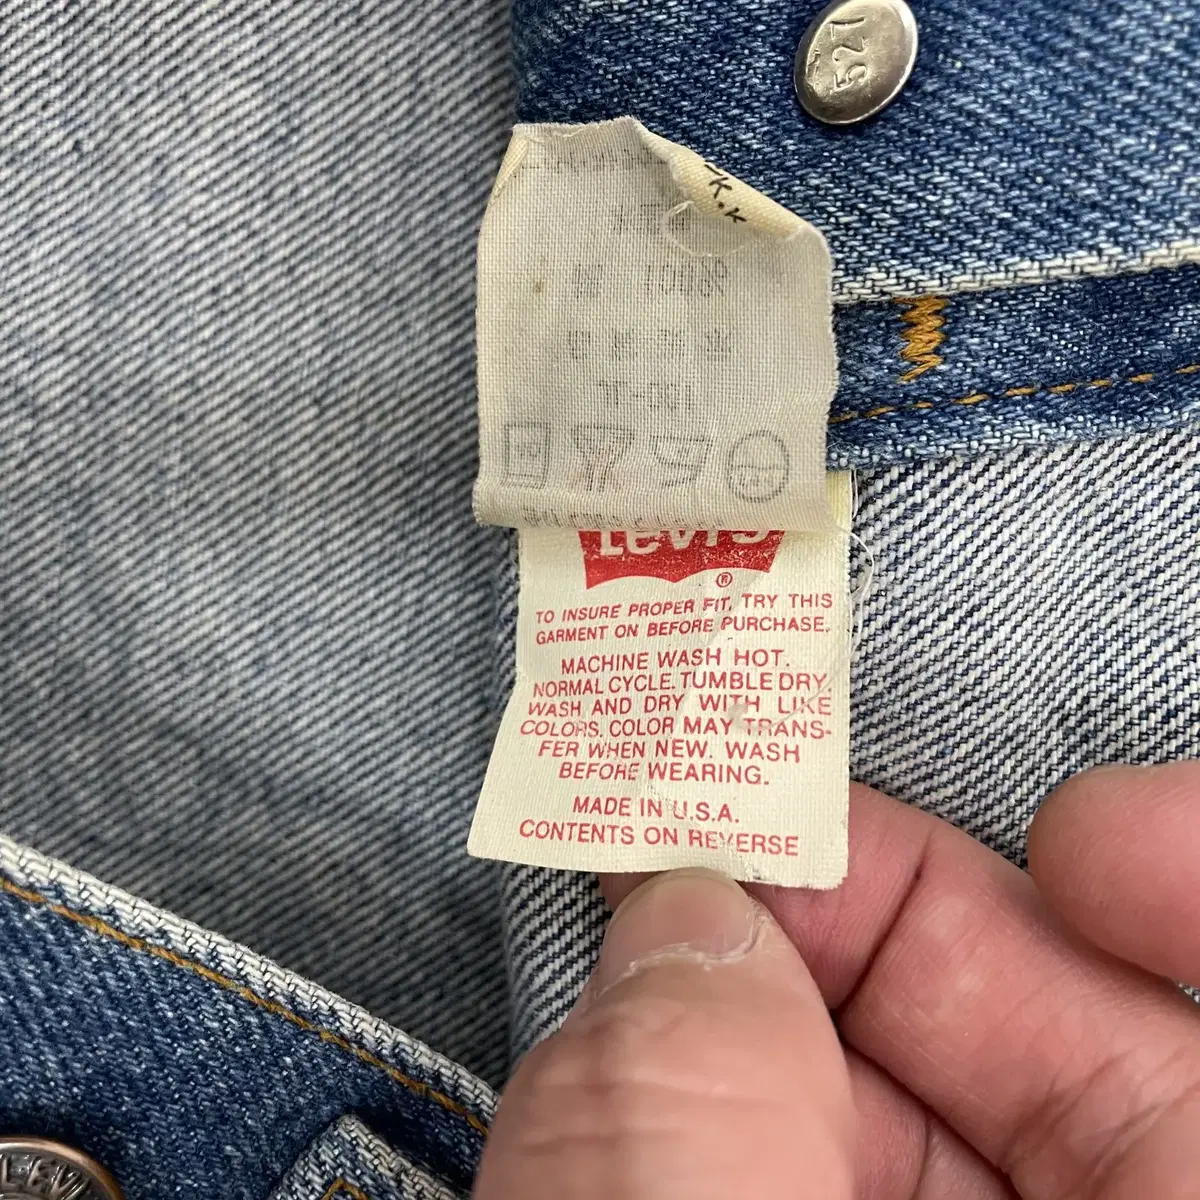 527
K.K
100%
Levi's
®
TO INSURE PROPER FIT, TRY THIS
GARMENT ON BEFORE PURCHASE.
MACHINE WASH HOT.
NORMAL CYCLE. TUMBLE DRY.
WASH AND DRY WITH LIKE
COLORS. COLOR MAY TRANS-
FER WHEN NEW. WASH
BEFORE WEARING.
MADE IN U.S.A.
CONTENTS ON REVERSE